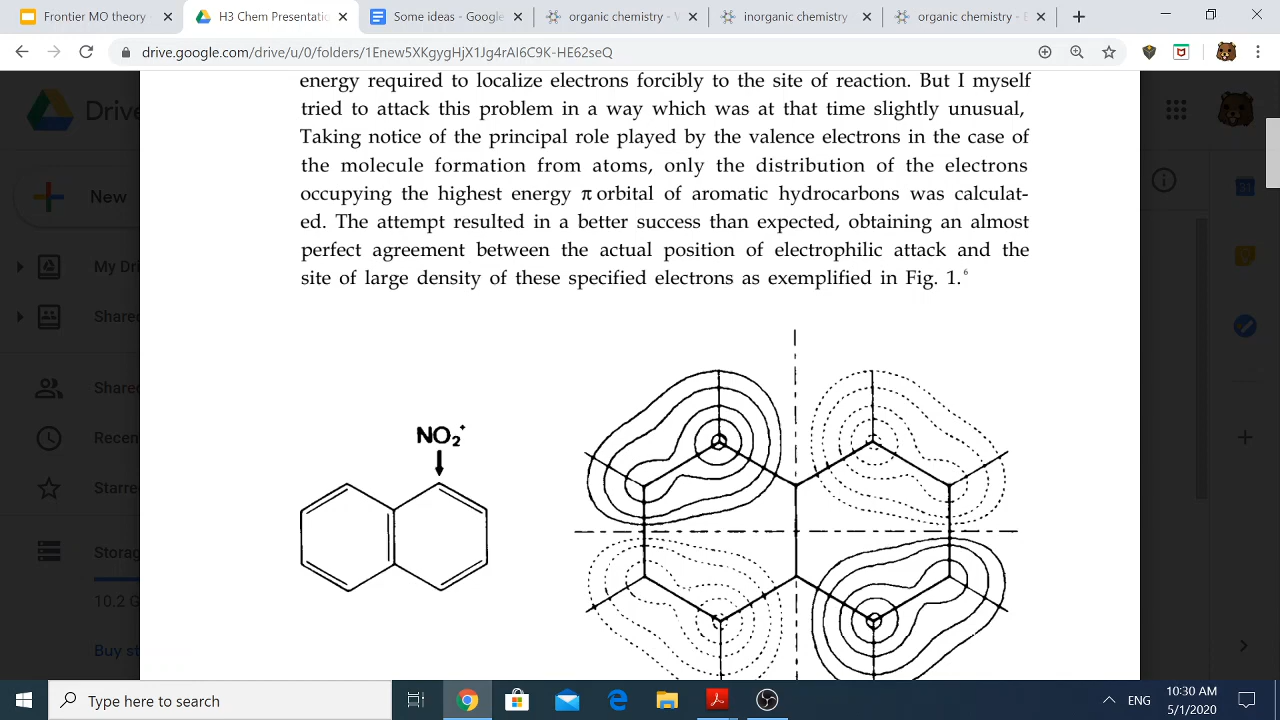 Frontier MO Theory
H3 Chem Presentatio
Some ideas - Google
organic chemistry - 
inorganic chemistry
organic chemistry - 
drive.google.com/drive/u/0/folders/1Enew5XKgygHjX1Jg4rAl6C9K-HE62seQ
energy required to localize electrons forcibly to the site of reaction. But I myself
tried to attack this problem in a way which was at that time slightly unusual,
Taking notice of the principal role played by the valence electrons in the case of
the molecule formation from atoms, only the distribution of the electrons
occupying the highest energy π orbital of aromatic hydrocarbons was calculat-
ed. The attempt resulted in a better success than expected, obtaining an almost
perfect agreement between the actual position of electrophilic attack and the
site of large density of these specified electrons as exemplified in Fig. 1.⁶
Drive
New
My Dri
Shared
Shared
Recen
Starre
Storag
10.2 G
Buy st
NO₂⁺
31
Type here to search
ENG
10:30 AM
5/1/2020